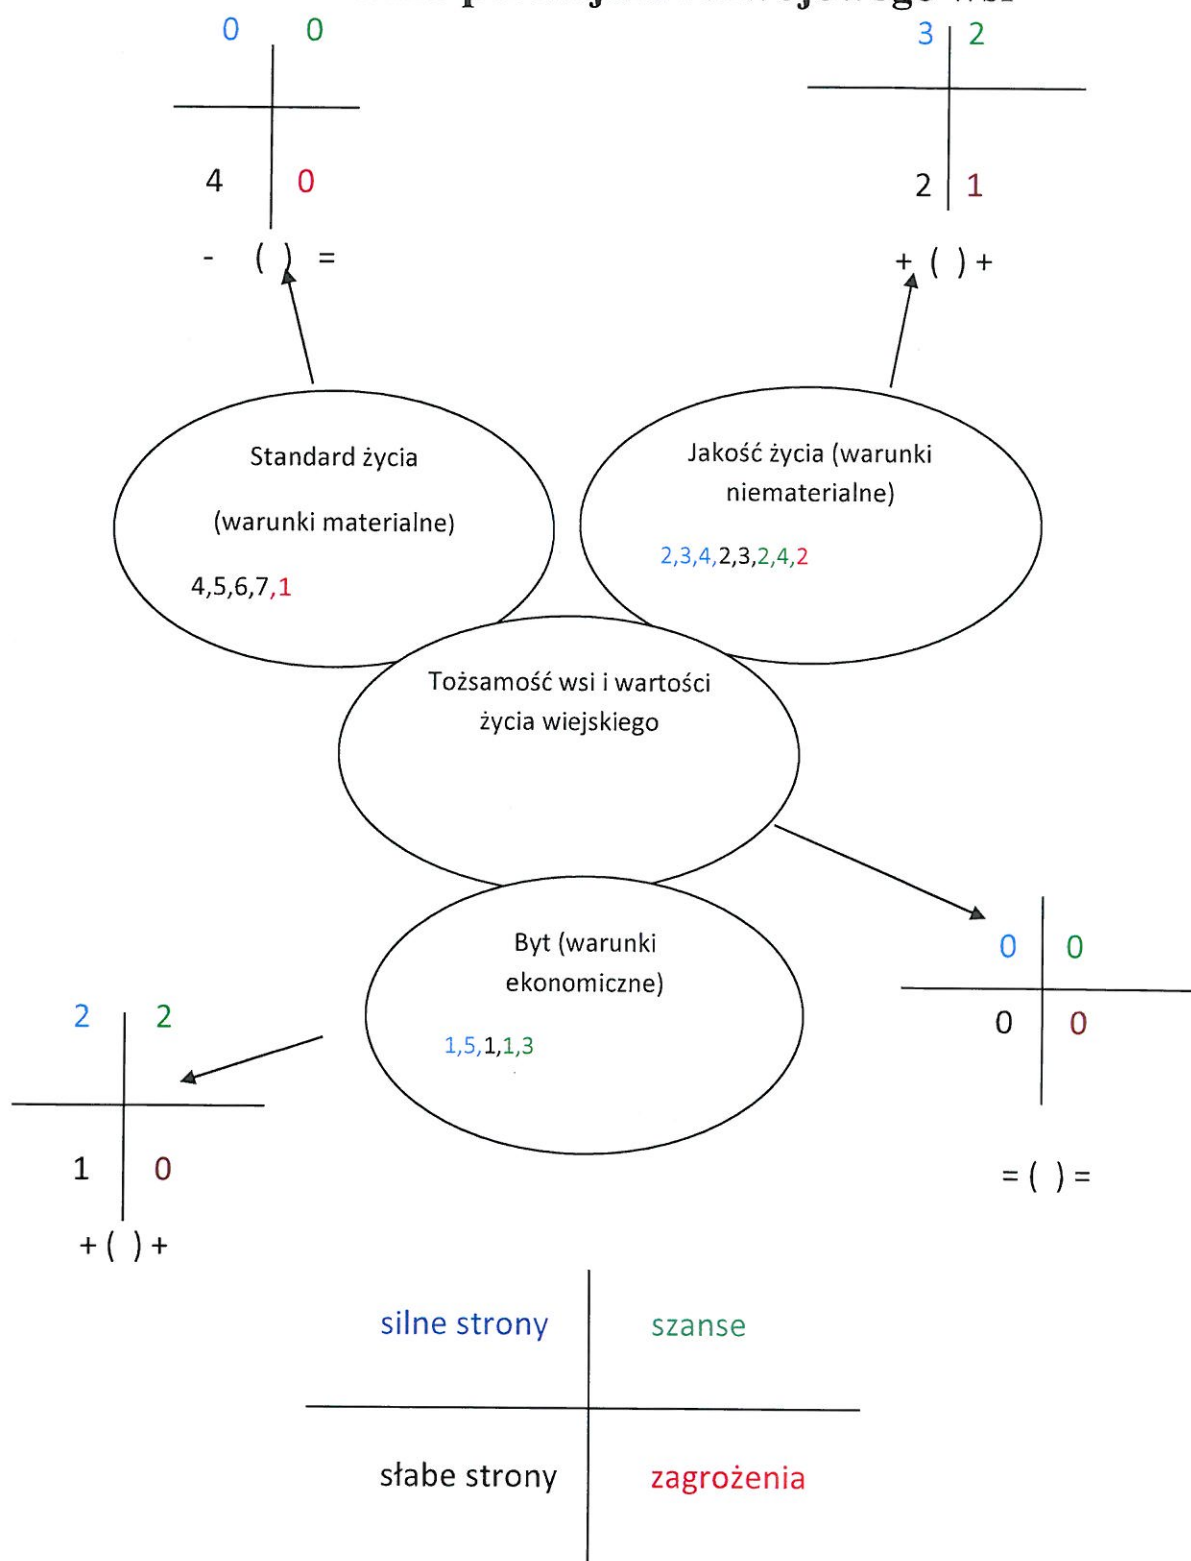 wsi
0 0
4 0
- ( ) =
3 2
2 1
+ ( ) +
Standard życia
(warunki materialne)
4,5,6,7,1
Jakość życia (warunki
niematerialne)
2,3,4,2,3,2,4,2
Tożsamość wsi i wartości
życia wiejskiego
0 0
0 0
= ( ) =
Byt (warunki
ekonomiczne)
1,5,1,1,3
2 2
1 0
+ ( ) +
silne strony szanse
słabe strony zagrożenia